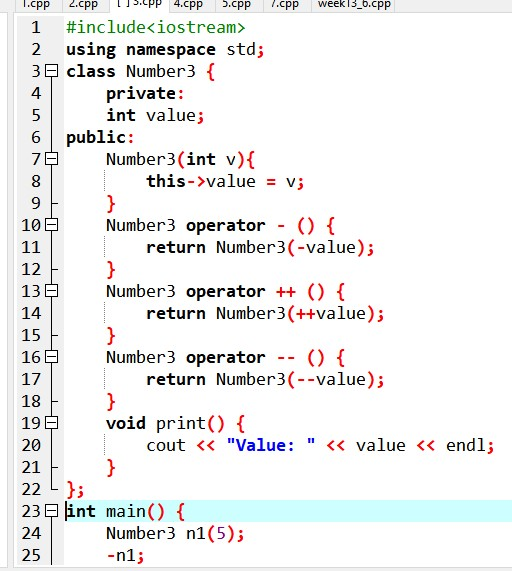 1.cpp 2.cpp [*] 3.cpp 4.cpp 5.cpp 7.cpp week13_6.cpp
1 #include<iostream>
2 using namespace std;
3 class Number3 {
4 private:
5 int value;
6 public:
7 Number3(int v){
8 this->value = v;
9 }
10 Number3 operator - () {
11 return Number3(-value);
12 }
13 Number3 operator ++ () {
14 return Number3(++value);
15 }
16 Number3 operator -- () {
17 return Number3(--value);
18 }
19 void print() {
20 cout << "Value: " << value << endl;
21 }
22 };
23 int main() {
24 Number3 n1(5);
25 -n1;